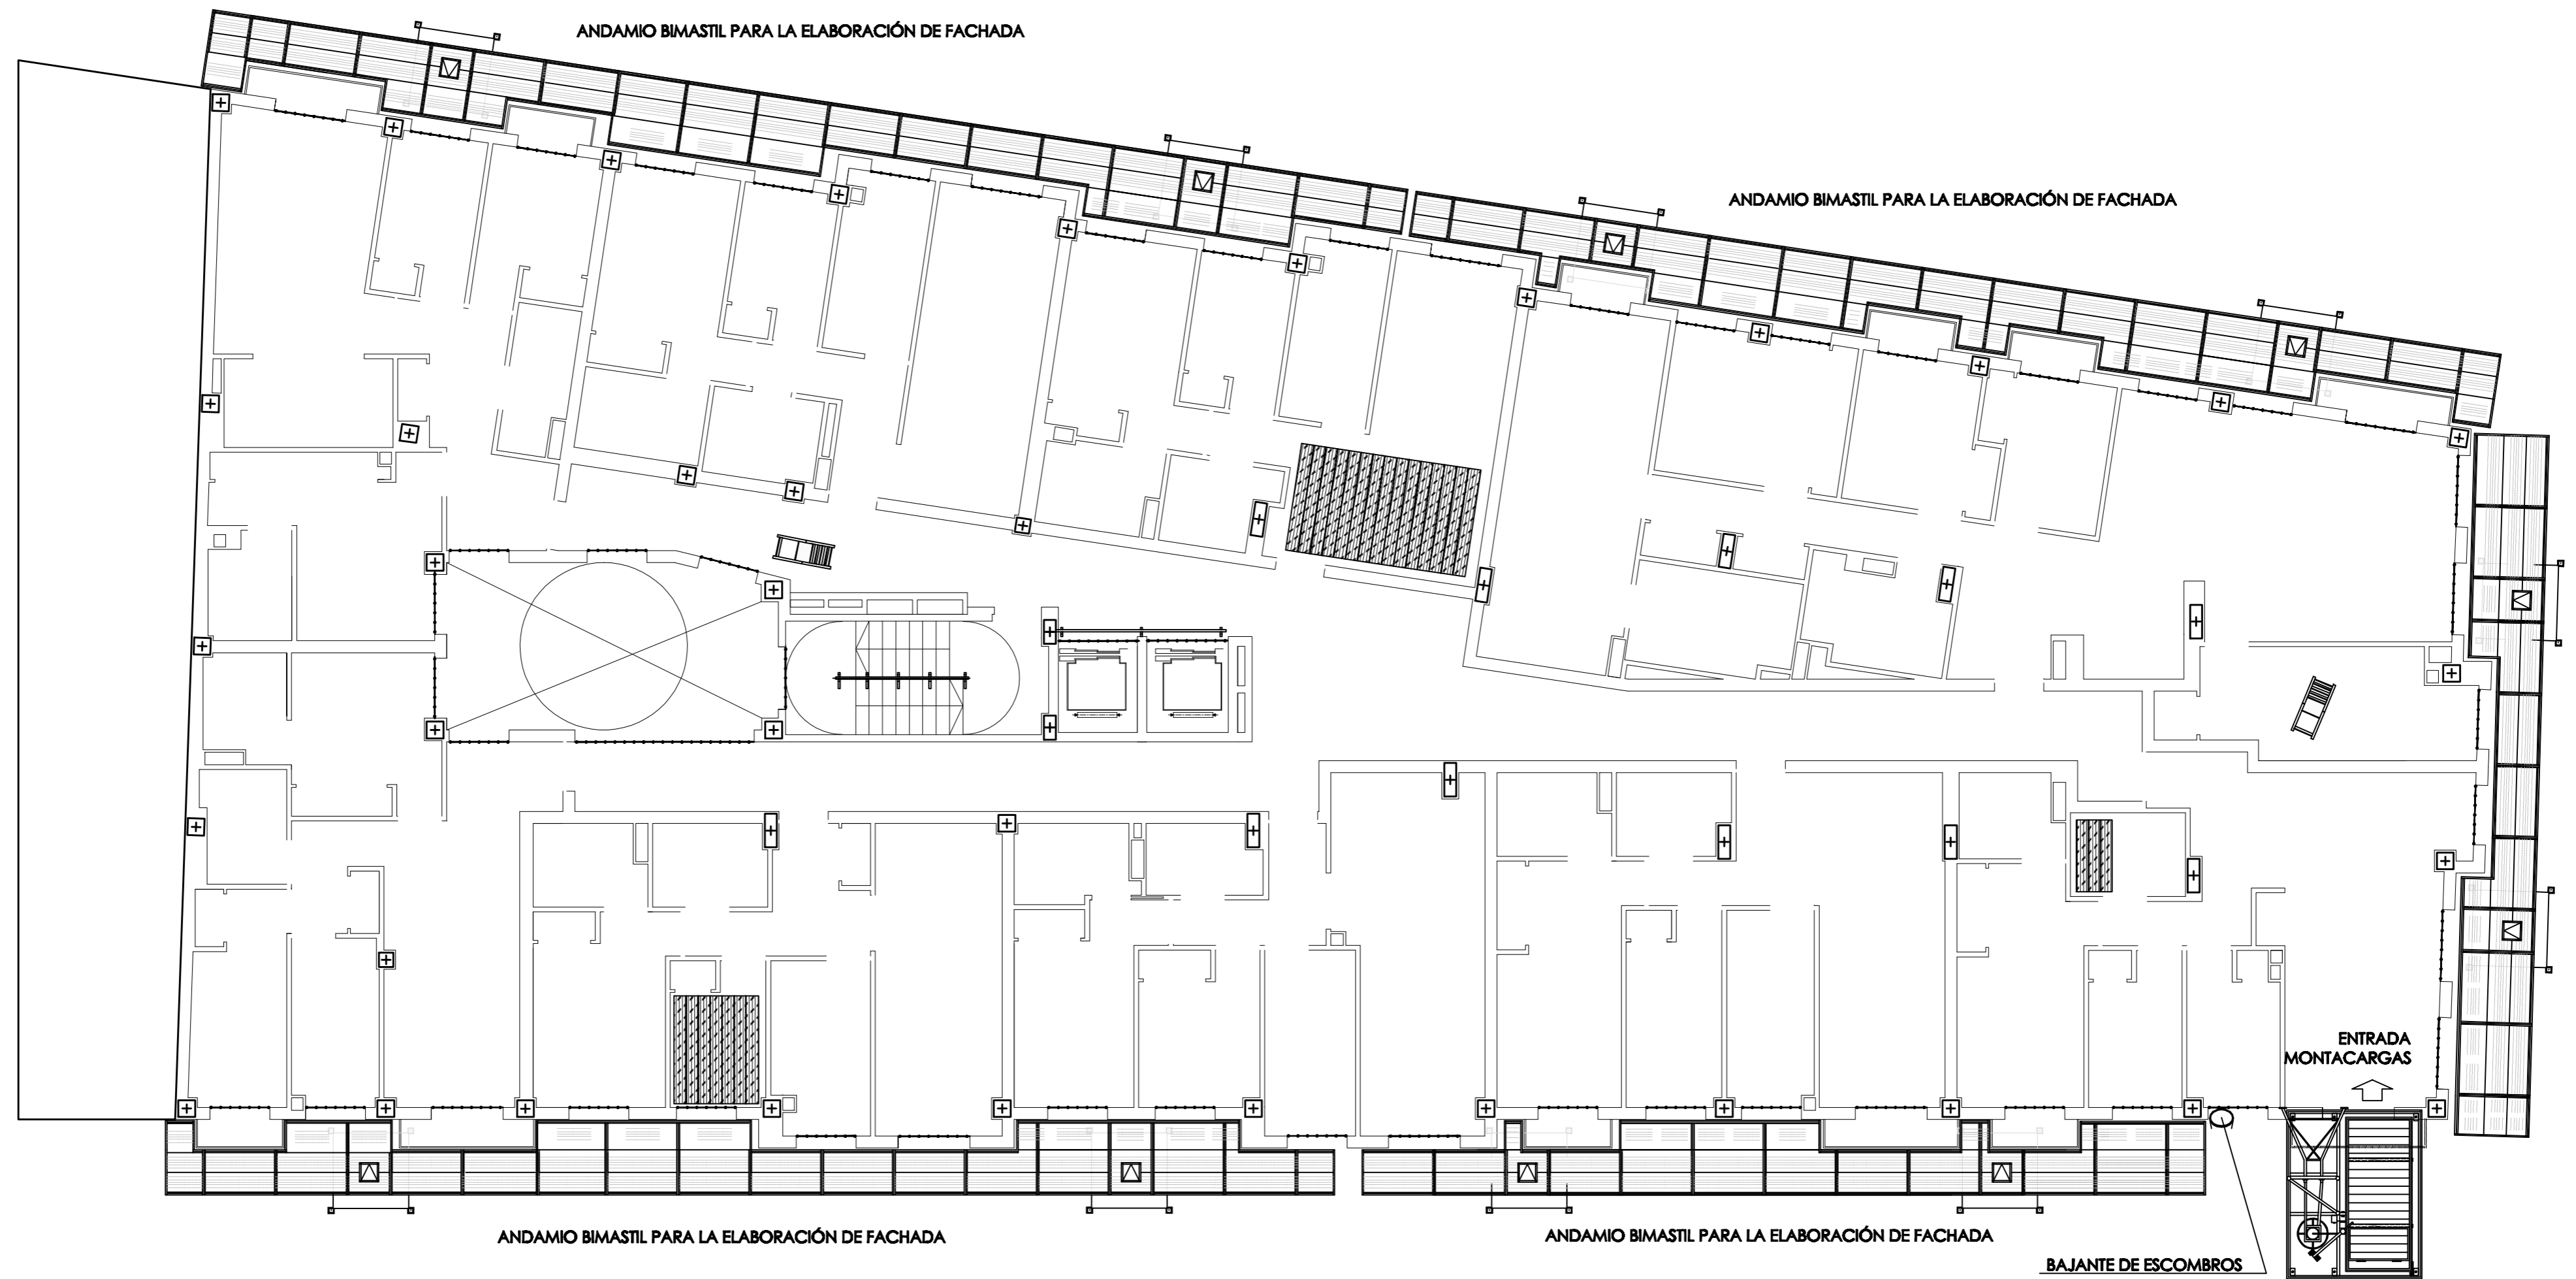 ANDAMIO BIMASTIL PARA LA ELABORACIÓN DE FACHADA
ANDAMIO BIMASTIL PARA LA ELABORACIÓN DE FACHADA
ENTRADA
MONTACARGAS
ANDAMIO BIMASTIL PARA LA ELABORACIÓN DE FACHADA
ANDAMIO BIMASTIL PARA LA ELABORACIÓN DE FACHADA
BAJANTE DE ESCOMBROS